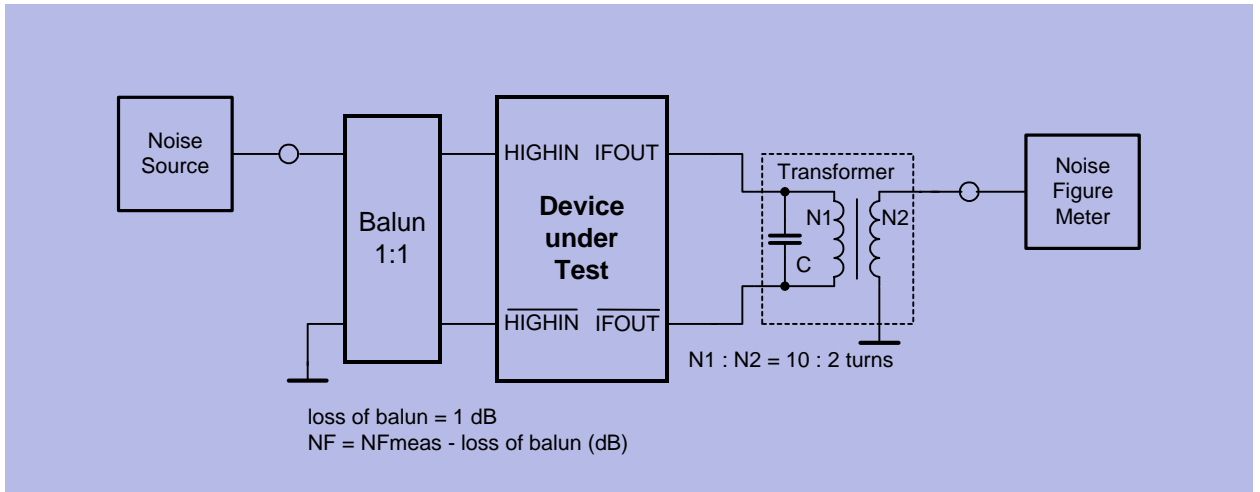 Noise
Source
Balun
1:1
HIGHIN IFOUT
Device
under
Test
HIGHIN IFOUT
Transformer
N1 N2
C
N1 : N2 = 10 : 2 turns
Noise
Figure
Meter
loss of balun = 1 dB
NF = NFmeas - loss of balun (dB)